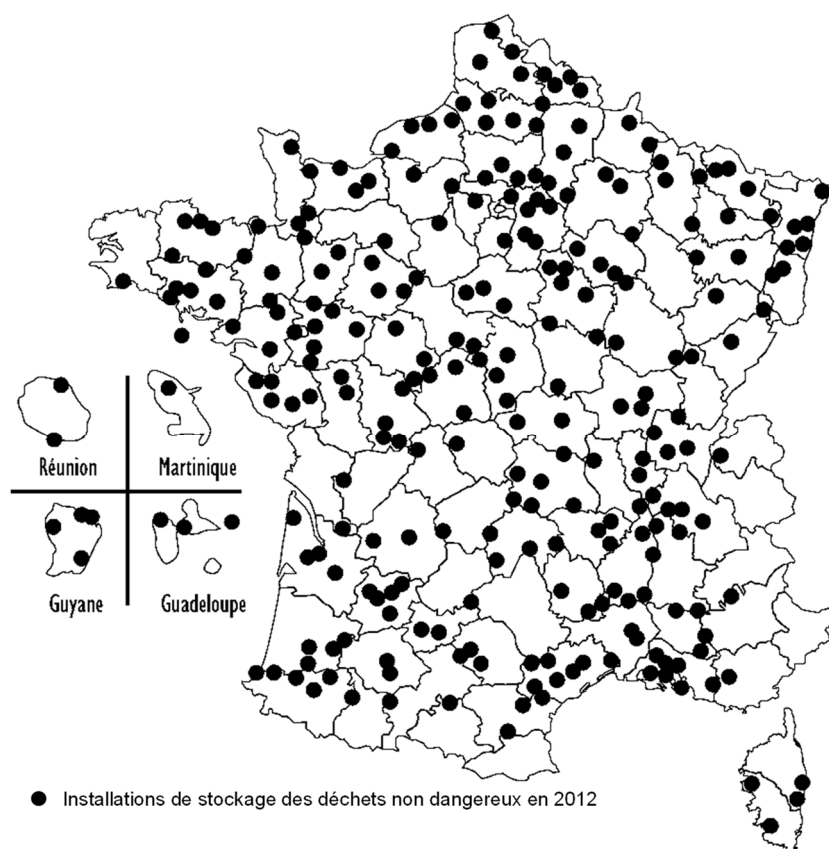 Réunion
Martinique
Guyane
Guadeloupe
Installations de stockage des déchets non dangereux en 2012